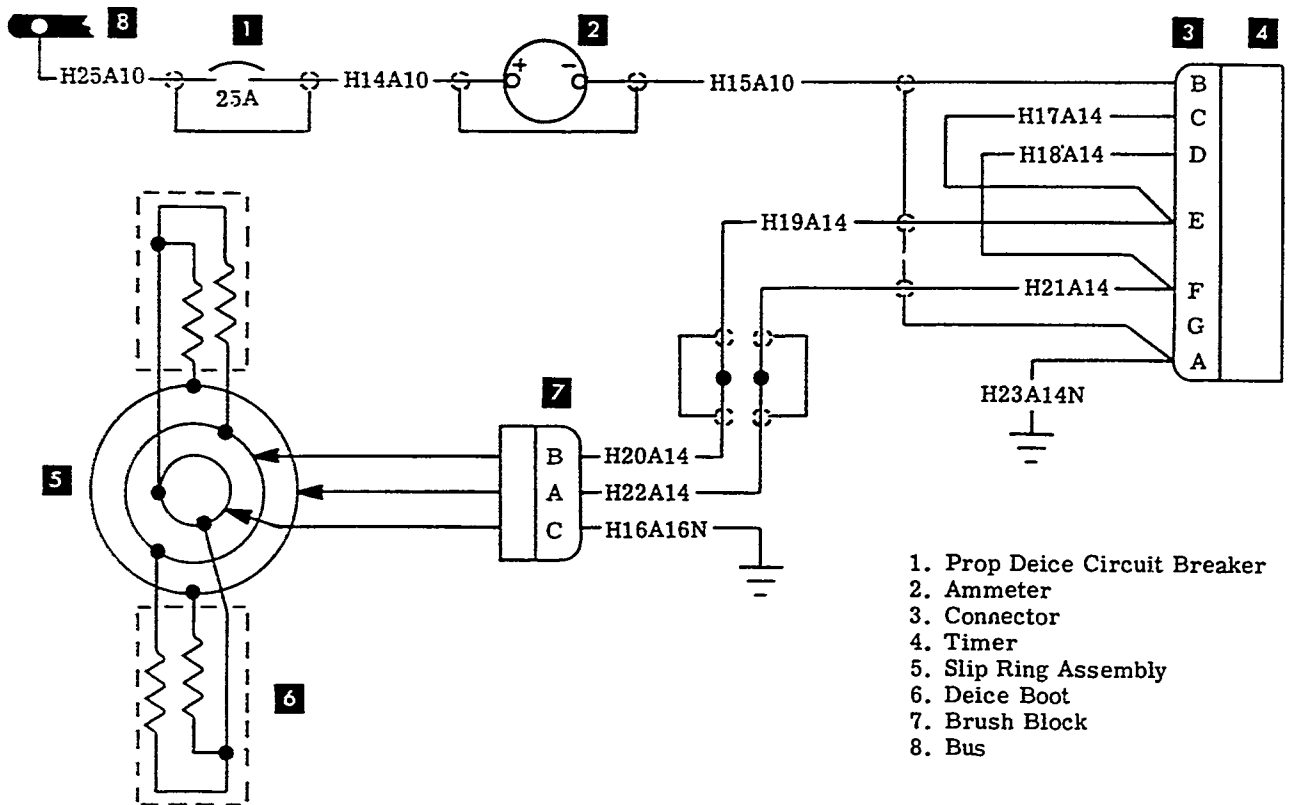 8
1
2
3
4
H25A10
25A
H14A10
+
-
H15A10
B
H17A14
C
H18A14
D
H19A14
E
H21A14
F
G
A
H23A14N
7
5
B
H20A14
A
H22A14
C
H16A16N
6
1. Prop Deice Circuit Breaker
2. Ammeter
3. Connector
4. Timer
5. Slip Ring Assembly
6. Deice Boot
7. Brush Block
8. Bus